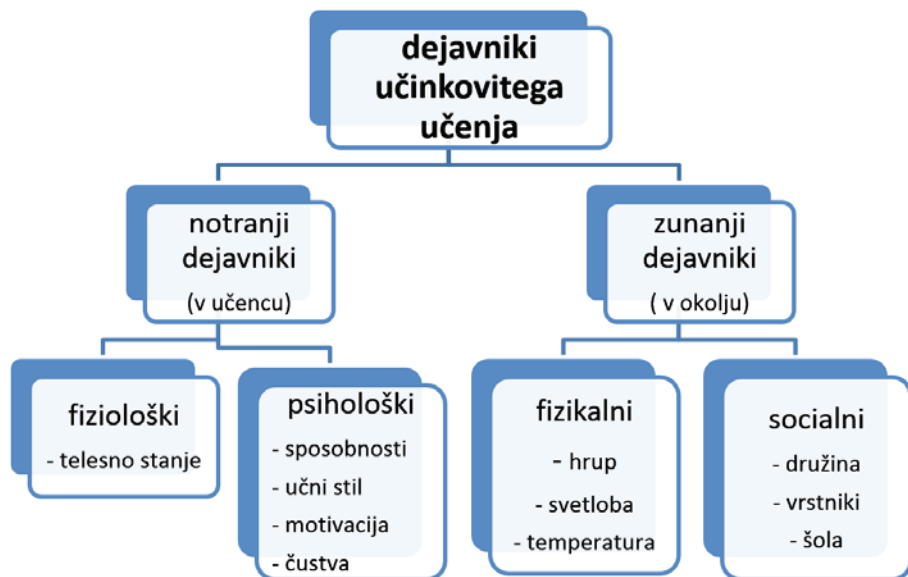 dejavniki
učinkovitega
učenja
notranji
dejavniki
(v učencu)
zunanji
dejavniki
( v okolju)
fiziološki
- telesno stanje
psihološki
- sposobnosti
- učni stil
- motivacija
- čustva
fizikalni
- hrup
- svetloba
- temperatura
socialni
- družina
- vrstniki
- šola